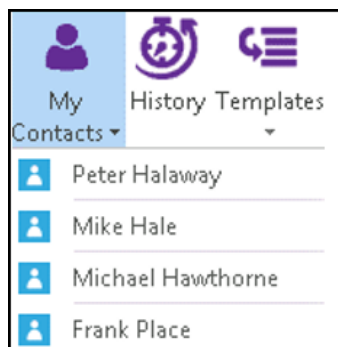 My History Templates
Contacts
Peter Halaway
Mike Hale
Michael Hawthorne
Frank Place